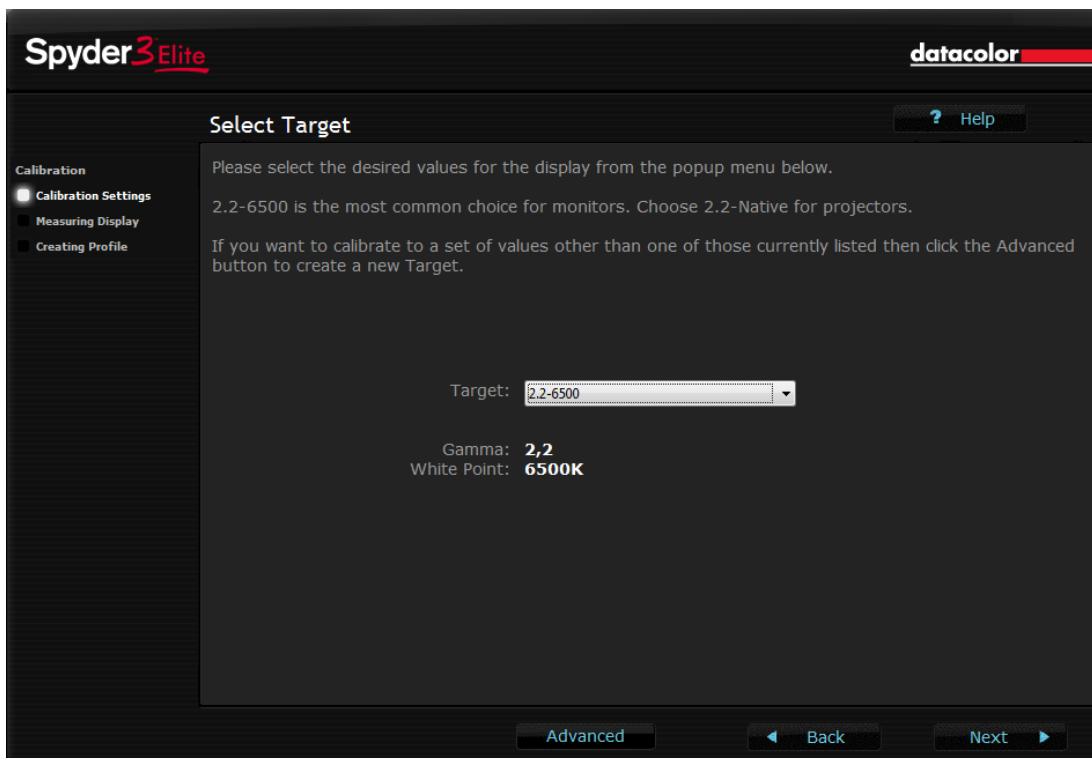 Spyder3Elite
datacolor
Select Target
? Help
Calibration
Calibration Settings
Measuring Display
Creating Profile
Please select the desired values for the display from the popup menu below.
2.2-6500 is the most common choice for monitors. Choose 2.2-Native for projectors.
If you want to calibrate to a set of values other than one of those currently listed then click the Advanced
button to create a new Target.
Target: 2.2-6500
Gamma: 2,2
White Point: 6500K
Advanced
Back
Next